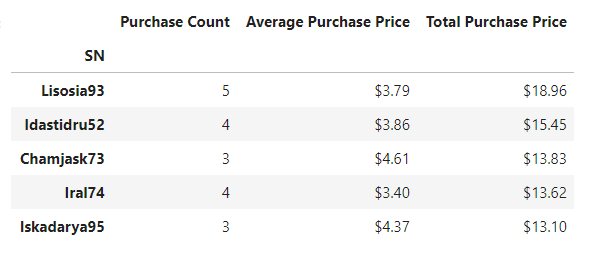 Purchase Count Average Purchase Price Total Purchase Price
SN
Lisosia93 5 $3.79 $18.96
Idastidru52 4 $3.86 $15.45
Chamjask73 3 $4.61 $13.83
Iral74 4 $3.40 $13.62
Iskadarya95 3 $4.37 $13.10